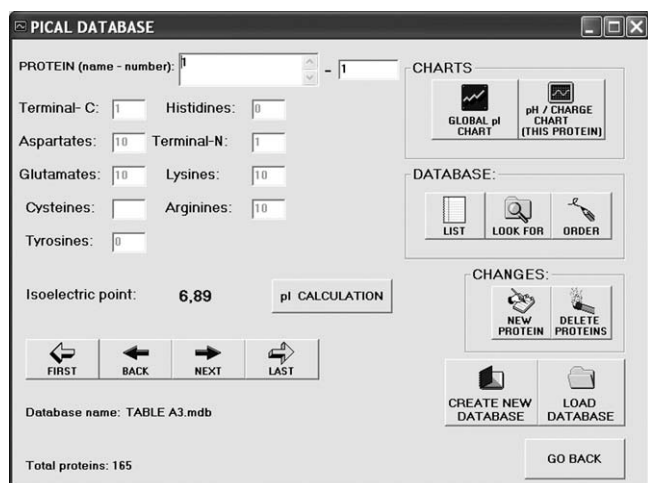 PICAL DATABASE
PROTEIN (name - number): 1 - 1
Terminal- C: 1 Histidines: 0
Aspartates: 10 Terminal-N: 1
Glutamates: 10 Lysines: 10
Cysteines: Arginines: 10
Tyrosines: 0
Isoelectric point: 6,89 pI CALCULATION
FIRST BACK NEXT LAST
Database name: TABLE A3.mdb
Total proteins: 165
CHARTS
GLOBAL pI
CHART
pH / CHARGE
CHART
(THIS PROTEIN)
DATABASE:
LIST LOOK FOR ORDER
CHANGES:
NEW
PROTEIN
DELETE
PROTEINS
CREATE NEW
DATABASE
LOAD
DATABASE
GO BACK